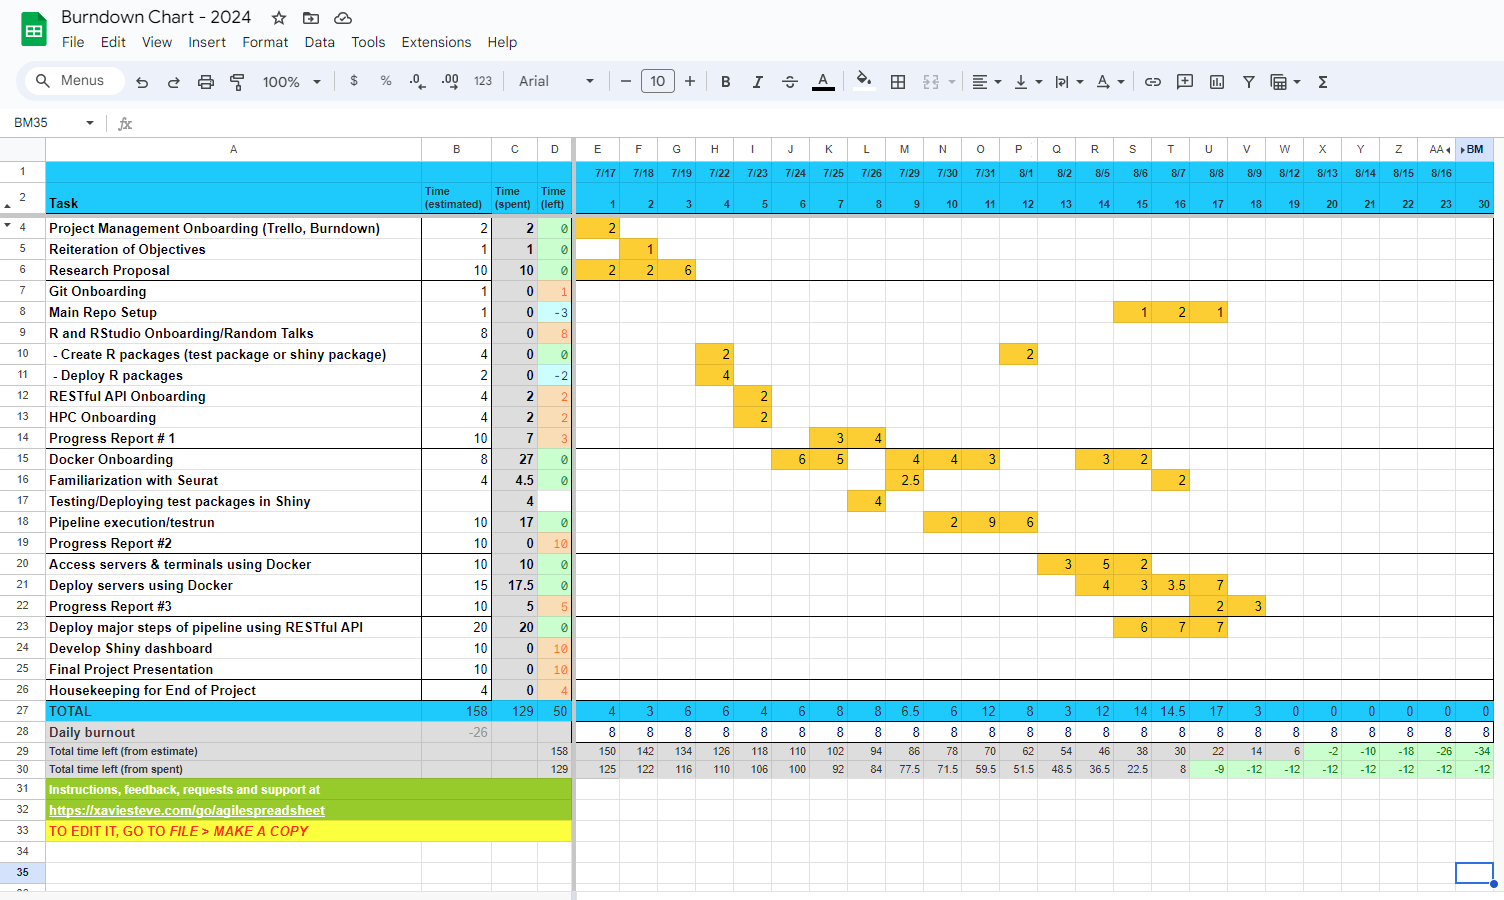 Burndown Chart - 2024
File Edit View Insert Format Data Tools Extensions Help
Menus 100% $ % .0 .00 123 Arial 10 B I A Σ
BM35 fx
A B C D E F G H I J K L M N O P Q R S T U V W X Y Z AA BM
1 7/17 7/18 7/19 7/22 7/23 7/24 7/25 7/26 7/29 7/30 7/31 8/1 8/2 8/5 8/6 8/7 8/8 8/9 8/12 8/13 8/14 8/15 8/16
2 Task Time (estimated) Time (spent) Time (left) 1 2 3 4 5 6 7 8 9 10 11 12 13 14 15 16 17 18 19 20 21 22 23 30
4 Project Management Onboarding (Trello, Burndown) 2 2 0 2
5 Reiteration of Objectives 1 1 0 1
6 Research Proposal 10 10 0 2 2 6
7 Git Onboarding 1 0 1
8 Main Repo Setup 1 0 -3 1 2 1
9 R and RStudio Onboarding/Random Talks 8 0 8
10 - Create R packages (test package or shiny package) 4 0 0 2 2
11 - Deploy R packages 2 0 -2 4
12 RESTful API Onboarding 4 2 2 2
13 HPC Onboarding 4 2 2 2
14 Progress Report # 1 10 7 3 3 4
15 Docker Onboarding 8 27 0 6 5 4 4 3 3 2
16 Familiarization with Seurat 4 4.5 0 2.5 2
17 Testing/Deploying test packages in Shiny 4 4
18 Pipeline execution/testrun 10 17 0 2 9 6
19 Progress Report #2 10 0 10
20 Access servers & terminals using Docker 10 10 0 3 5 2
21 Deploy servers using Docker 15 17.5 0 4 3 3.5 7
22 Progress Report #3 10 5 5 2 3
23 Deploy major steps of pipeline using RESTful API 20 20 0 6 7 7
24 Develop Shiny dashboard 10 0 10
25 Final Project Presentation 10 0 10
26 Housekeeping for End of Project 4 0 4
27 TOTAL 158 129 50 4 3 6 6 4 6 8 8 6.5 6 12 8 3 12 14 14.5 17 3 0 0 0 0 0 0
28 Daily burnout -26 8 8 8 8 8 8 8 8 8 8 8 8 8 8 8 8 8 8 8 8 8 8 8 8
29 Total time left (from estimate) 158 150 142 134 126 118 110 102 94 86 78 70 62 54 46 38 30 22 14 6 -2 -10 -18 -26 -34
30 Total time left (from spent) 129 125 122 116 110 106 100 92 84 77.5 71.5 59.5 51.5 48.5 36.5 22.5 8 -9 -12 -12 -12 -12 -12 -12 -12
31 Instructions, feedback, requests and support at
32 https://xaviesteve.com/go/agilespreadsheet
33 TO EDIT IT, GO TO FILE > MAKE A COPY
34
35